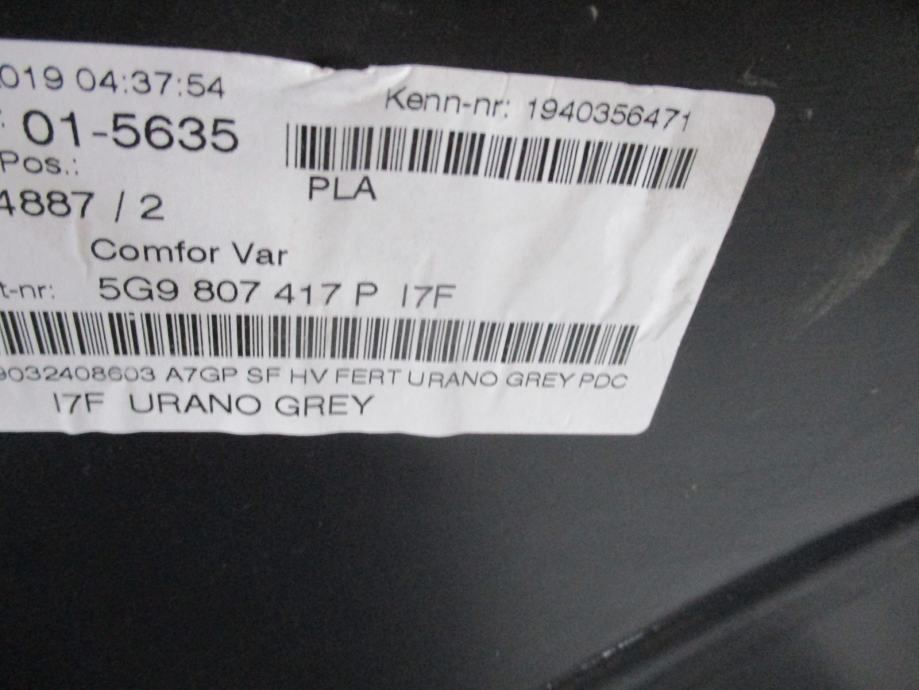 2019 04:37:54
Kenn-nr: 1940356471
01-5635
Pos.:
PLA
4887 / 2
Comfor Var
t-nr: 5G9 807 417 P I7F
9032408603 A7GP SF HV FERT URANO GREY PDC
I7F URANO GREY